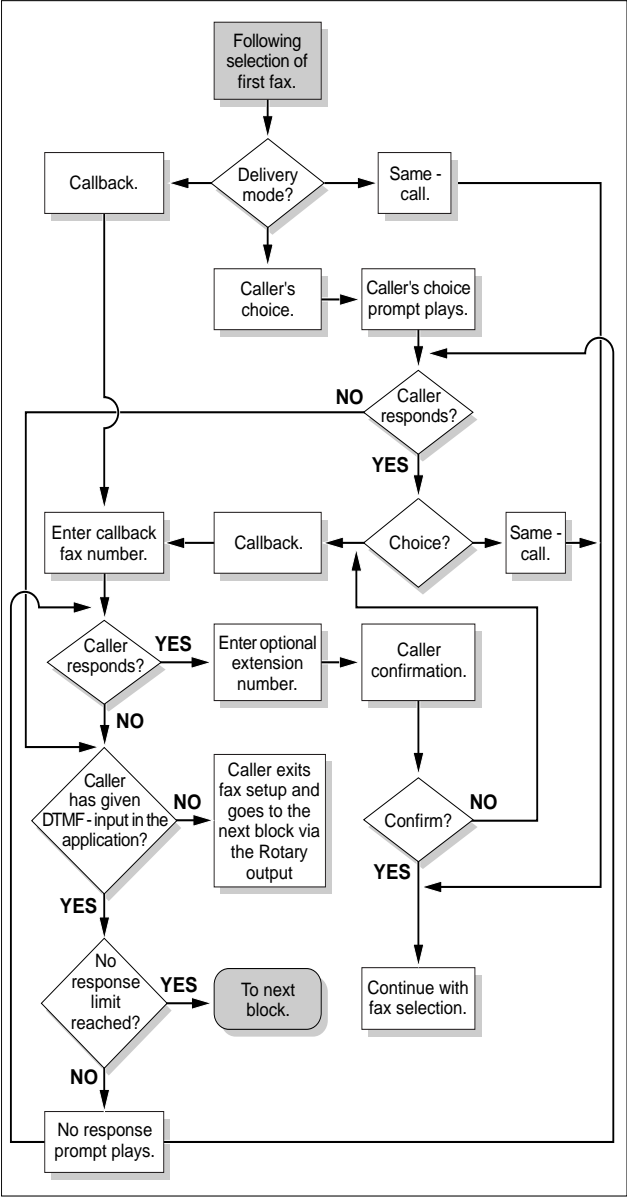 Following
selection of
first fax.
Callback.
Delivery
mode?
Same -
call.
Caller's
choice.
Caller's choice
prompt plays.
NO
Caller
responds?
YES
Enter callback
fax number.
Callback.
Choice?
Same -
call.
Caller
responds?
YES
Enter optional
extension
number.
Caller
confirmation.
NO
Caller
has given
DTMF - input in the
application?
NO
Caller exits
fax setup and
goes to the
next block via
the Rotary
output
Confirm?
NO
YES
YES
No
response
limit
reached?
YES
To next
block.
Continue with
fax selection.
NO
No response
prompt plays.